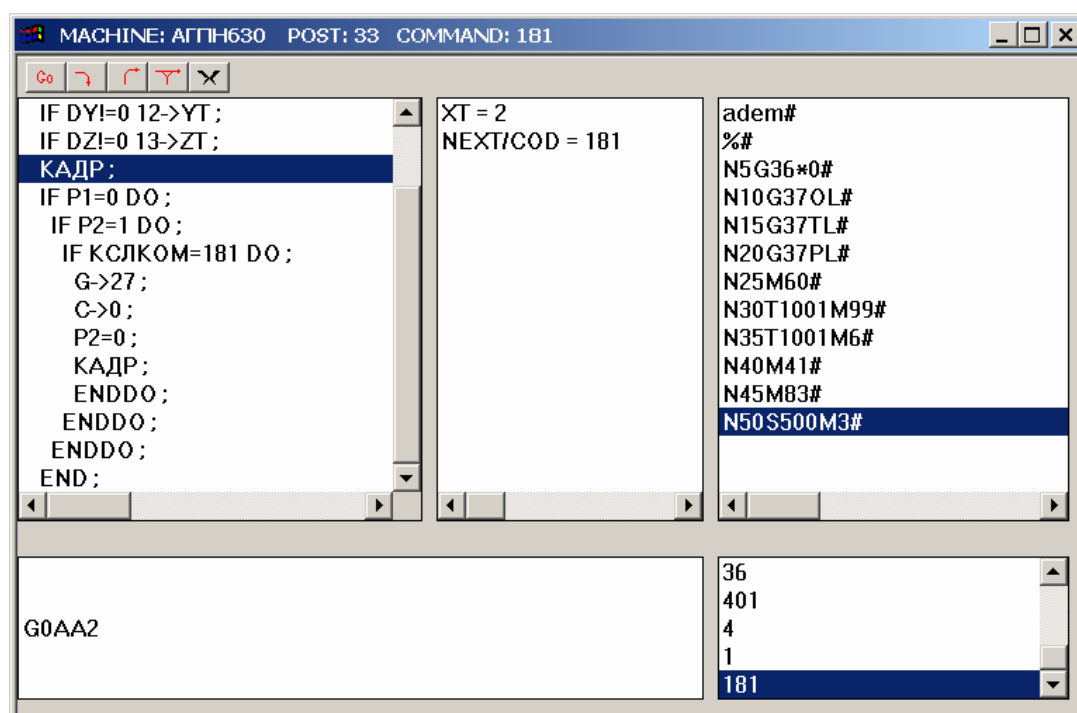 MACHINE: АГПН630 POST: 33 COMMAND: 181
Go
IF DY!=0 12->YT ;
IF DZ!=0 13->ZT ;
КАДР ;
IF P1=0 DO ;
IF P2=1 DO ;
IF КСЛКОМ=181 DO ;
G->27 ;
C->0 ;
P2=0 ;
КАДР ;
ENDDO ;
ENDDO ;
ENDDO ;
END ;
XT = 2
NEXT/COD = 181
adem#
%#
N5G36*0#
N10G37OL#
N15G37TL#
N20G37PL#
N25M60#
N30T1001M99#
N35T1001M6#
N40M41#
N45M83#
N50S500M3#
G0AA2
36
401
4
1
181